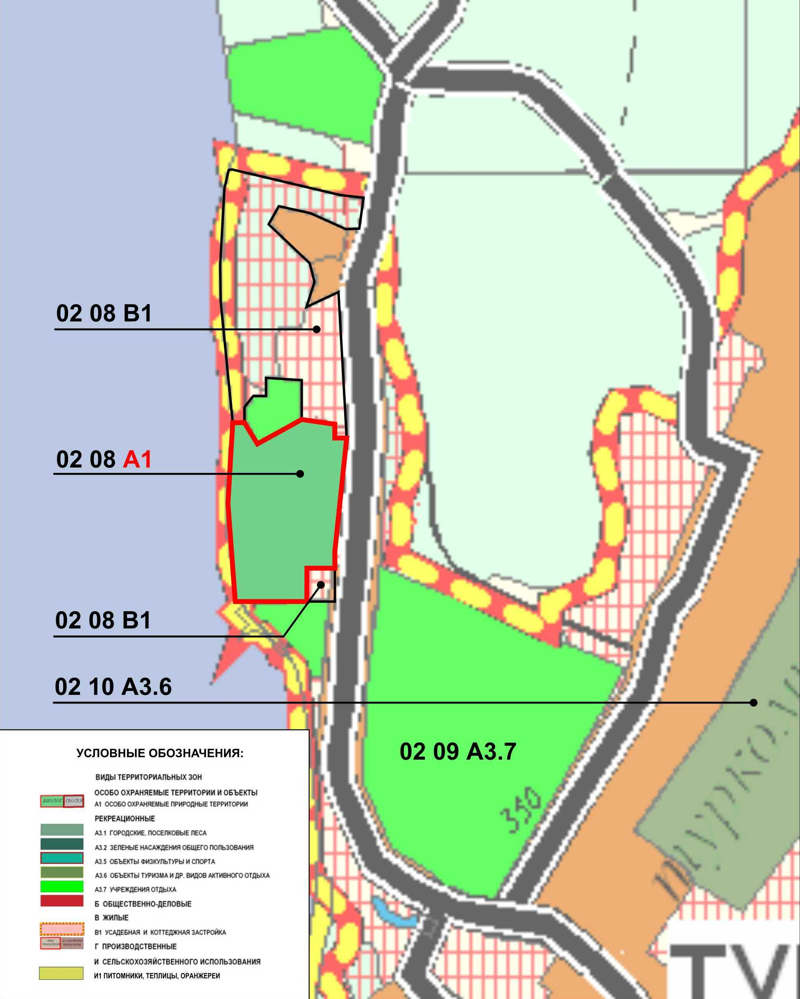 02 08 В1
02 08 А1
02 08 В1
02 10 А3.6
02 09 А3.7
350
ТУ
УСЛОВНЫЕ ОБОЗНАЧЕНИЯ:
ВИДЫ ТЕРРИТОРИАЛЬНЫХ ЗОН
ОСОБО ОХРАНЯЕМЫЕ ТЕРРИТОРИИ И ОБЪЕКТЫ
А1 ОСОБО ОХРАНЯЕМЫЕ ПРИРОДНЫЕ ТЕРРИТОРИИ
РЕКРЕАЦИОННЫЕ
А3.1 ГОРОДСКИЕ, ПОСЕЛКОВЫЕ ЛЕСА
А3.2 ЗЕЛЕНЫЕ НАСАЖДЕНИЯ ОБЩЕГО ПОЛЬЗОВАНИЯ
А3.5 ОБЪЕКТЫ ФИЗКУЛЬТУРЫ И СПОРТА
А3.6 ОБЪЕКТЫ ТУРИЗМА И ДР. ВИДОВ АКТИВНОГО ОТДЫХА
А3.7 УЧРЕЖДЕНИЯ ОТДЫХА
Б ОБЩЕСТВЕННО-ДЕЛОВЫЕ
В ЖИЛЫЕ
В1 УСАДЕБНАЯ И КОТТЕДЖНАЯ ЗАСТРОЙКА
Г ПРОИЗВОДСТВЕННЫЕ
И СЕЛЬСКОХОЗЯЙСТВЕННОГО ИСПОЛЬЗОВАНИЯ
И1 ПИТОМНИКИ, ТЕПЛИЦЫ, ОРАНЖЕРЕИ